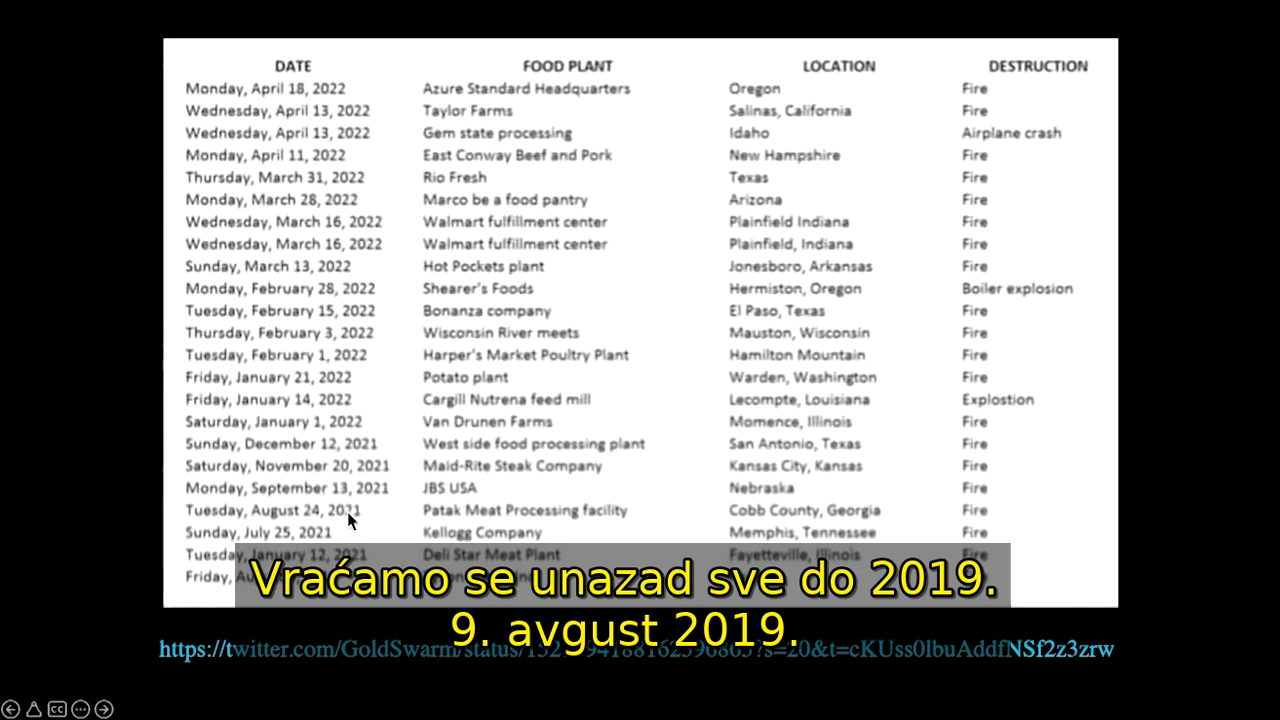 DATE FOOD PLANT LOCATION DESTRUCTION
Monday, April 18, 2022 Azure Standard Headquarters Oregon Fire
Wednesday, April 13, 2022 Taylor Farms Salinas, California Fire
Wednesday, April 13, 2022 Gem state processing Idaho Airplane crash
Monday, April 11, 2022 East Conway Beef and Pork New Hampshire Fire
Thursday, March 31, 2022 Rio Fresh Texas Fire
Monday, March 28, 2022 Marco be a food pantry Arizona Fire
Wednesday, March 16, 2022 Walmart fulfillment center Plainfield Indiana Fire
Wednesday, March 16, 2022 Walmart fulfillment center Plainfield, Indiana Fire
Sunday, March 13, 2022 Hot Pockets plant Jonesboro, Arkansas Fire
Monday, February 28, 2022 Shearer's Foods Hermiston, Oregon Boiler explosion
Tuesday, February 15, 2022 Bonanza company El Paso, Texas Fire
Thursday, February 3, 2022 Wisconsin River meets Mauston, Wisconsin Fire
Tuesday, February 1, 2022 Harper's Market Poultry Plant Hamilton Mountain Fire
Friday, January 21, 2022 Potato plant Warden, Washington Fire
Friday, January 14, 2022 Cargill Nutrena feed mill Lecompte, Louisiana Explostion
Saturday, January 1, 2022 Van Drunen Farms Momence, Illinois Fire
Sunday, December 12, 2021 West side food processing plant San Antonio, Texas Fire
Saturday, November 20, 2021 Maid-Rite Steak Company Kansas City, Kansas Fire
Monday, September 13, 2021 JBS USA Nebraska Fire
Tuesday, August 24, 2021 Patak Meat Processing facility Cobb County, Georgia Fire
Sunday, July 25, 2021 Kellogg Company Memphis, Tennessee Fire
Tuesday, January 12, 2021 Deli Star Meat Plant Fayetteville, Illinois Fire
Friday,
Vraćamo se unazad sve do 2019.
9. avgust 2019.
CC